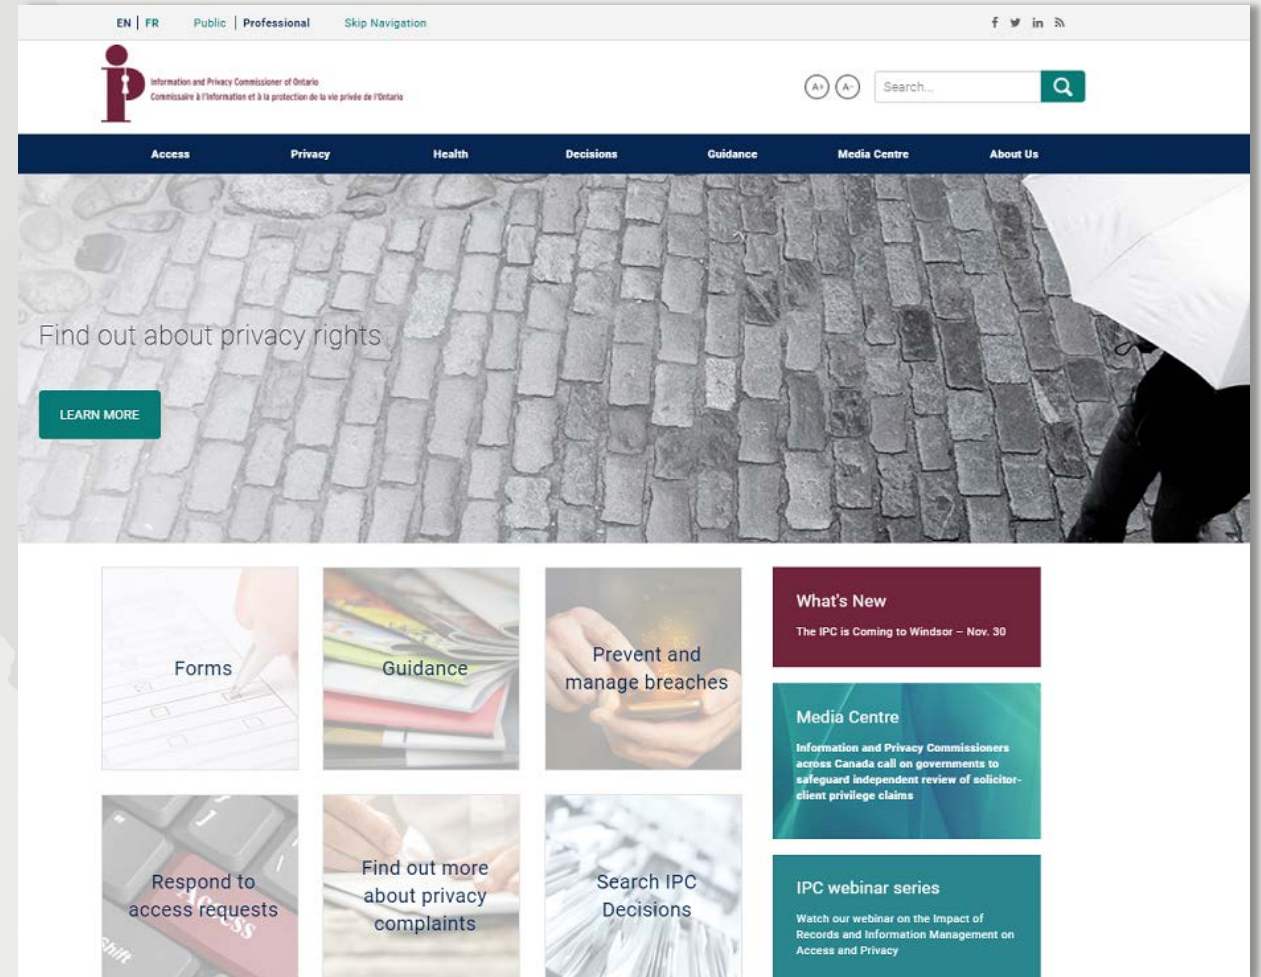 EN | FR Public | Professional Skip Navigation
Information and Privacy Commissioner of Ontario
Commissaire à l'Information et à la protection de la vie privée de l'Ontario
A+ A- Search...
Access Privacy Health Decisions Guidance Media Centre About Us
Find out about privacy rights
LEARN MORE
Forms
Guidance
Prevent and
manage breaches
What's New
The IPC is Coming to Windsor – Nov. 30
Media Centre
Information and Privacy Commissioners
across Canada call on governments to
safeguard independent review of solicitor-
client privilege claims
Respond to
access requests
Access
Shift
Find out more
about privacy
complaints
Search IPC
Decisions
IPC webinar series
Watch our webinar on the Impact of
Records and Information Management on
Access and Privacy